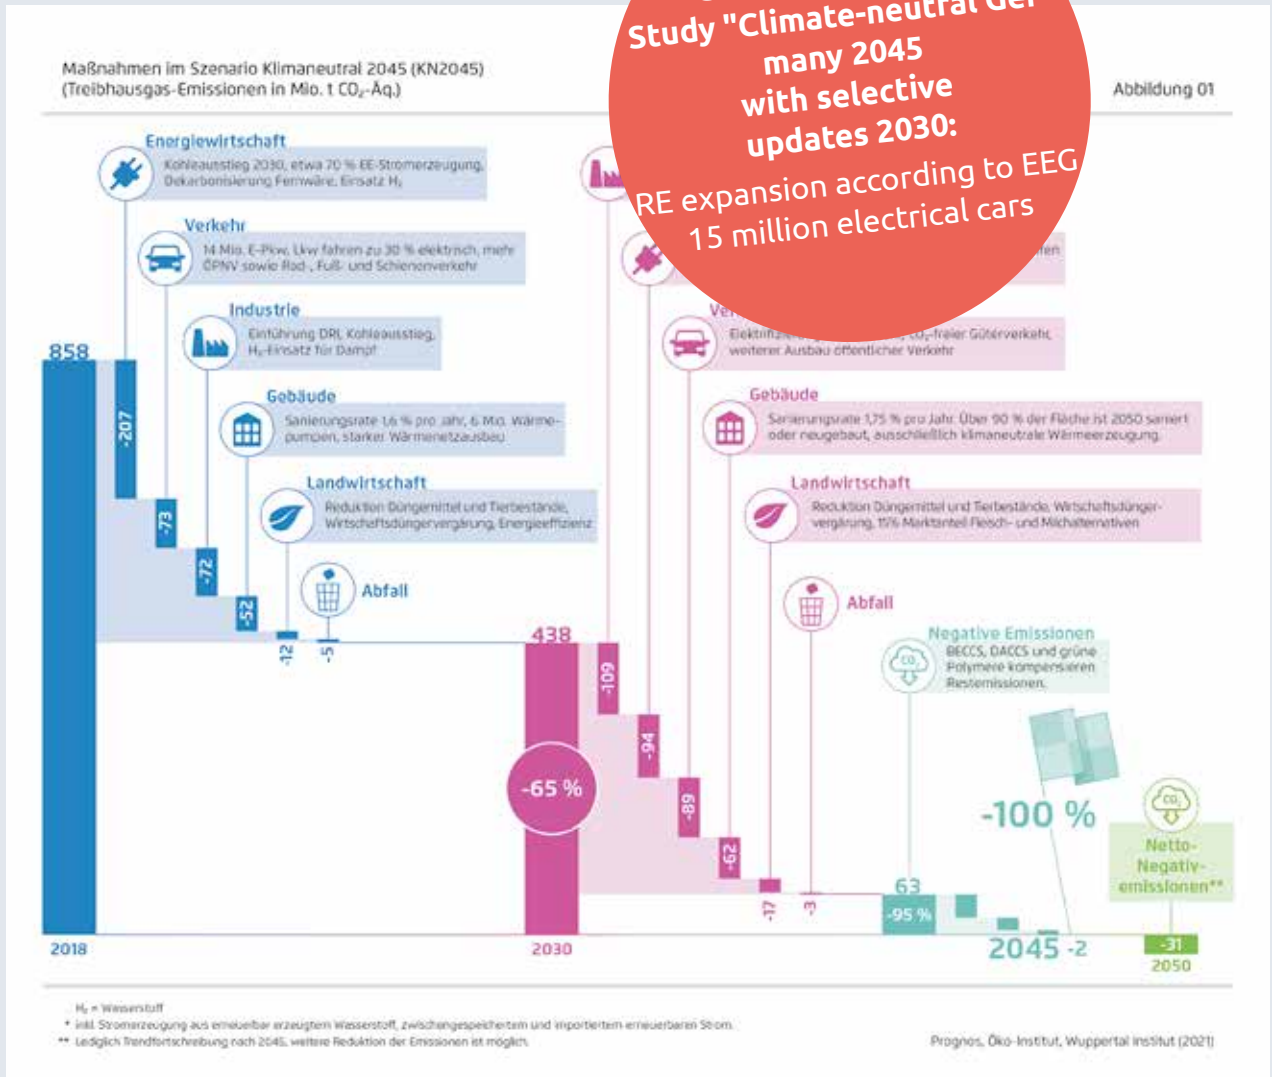 Study "Climate-neutral Ger
many 2045
with selective
updates 2030:
RE expansion according to EEG
15 million electrical cars
Maßnahmen im Szenario Klimaneutral 2045 (KN2045)
(Treibhausgas-Emissionen in Mio. t CO₂-Äq.)
Abbildung 01
Energiewirtschaft
Kohleausstieg 2030, etwa 70 % EE-Stromerzeugung,
Dekarbonisierung Fernwäre, Einsatz H₂
Verkehr
14 Mio. E-Pkw, Lkw fahren zu 30 % elektrisch, mehr
ÖPNV sowie Rad-, Fuß- und Schienenverkehr
Industrie
Einführung DRI, Kohleausstieg,
H₂-Einsatz für Dampf
Gebäude
Sanierungsrate 1,6 % pro Jahr, 6 Mio. Wärme-
pumpen, starker Wärmenetzausbau
Landwirtschaft
Reduktion Düngemittel und Tierbestände,
Wirtschaftsdüngervergärung, Energieeffizienz
Abfall
858
-207
-73
-72
-52
-12
-5
2018
weiterer Ausbau öffentlicher Verkehr
Gebäude
Sanierungsrate 1,75 % pro Jahr. Über 90 % der Fläche ist 2050 saniert
oder neugebaut, ausschließlich klimaneutrale Wärmeerzeugung.
Landwirtschaft
Reduktion Düngemittel und Tierbestände, Wirtschaftsdünger-
vergärung, 15% Marktanteil Fleisch- und Milchalternativen
Abfall
438
-65 %
-109
-94
-89
-62
-17
-3
2030
Negative Emissionen
BECCS, DACCS und grüne
Polymere kompensieren
Restemissionen.
CO₂
63
-95 %
-100 %
2045 -2
CO₂
Netto-
Negativ-
emissionen**
-31
2050
H₂ = Wasserstoff
* inkl. Stromerzeugung aus erneuerbar erzeugtem Wasserstoff, zwischengespeichertem und importiertem erneuerbaren Strom.
** Lediglich Trendfortschreibung nach 2045, weitere Reduktion der Emissionen ist möglich.
Prognos, Öko-Institut, Wuppertal Institut (2021)